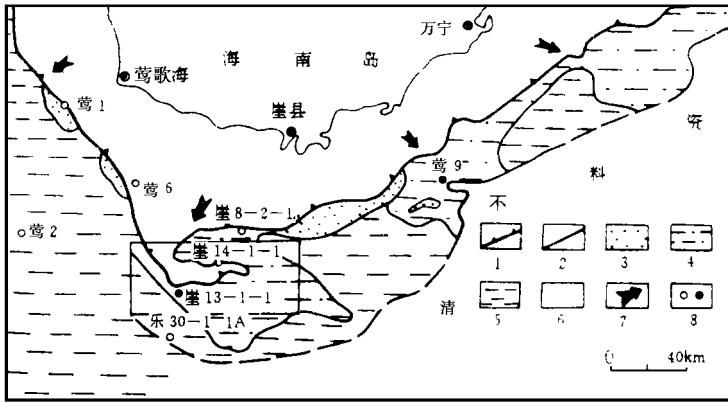 万宁
海南岛
莺歌海
莺1
崖县
资
料
不
清
莺9
莺6
崖8-2-1
莺2
崖14-1-1
崖13-1-1
乐30-1-1A
1 2 3 4
5 6 7 8
0 40km